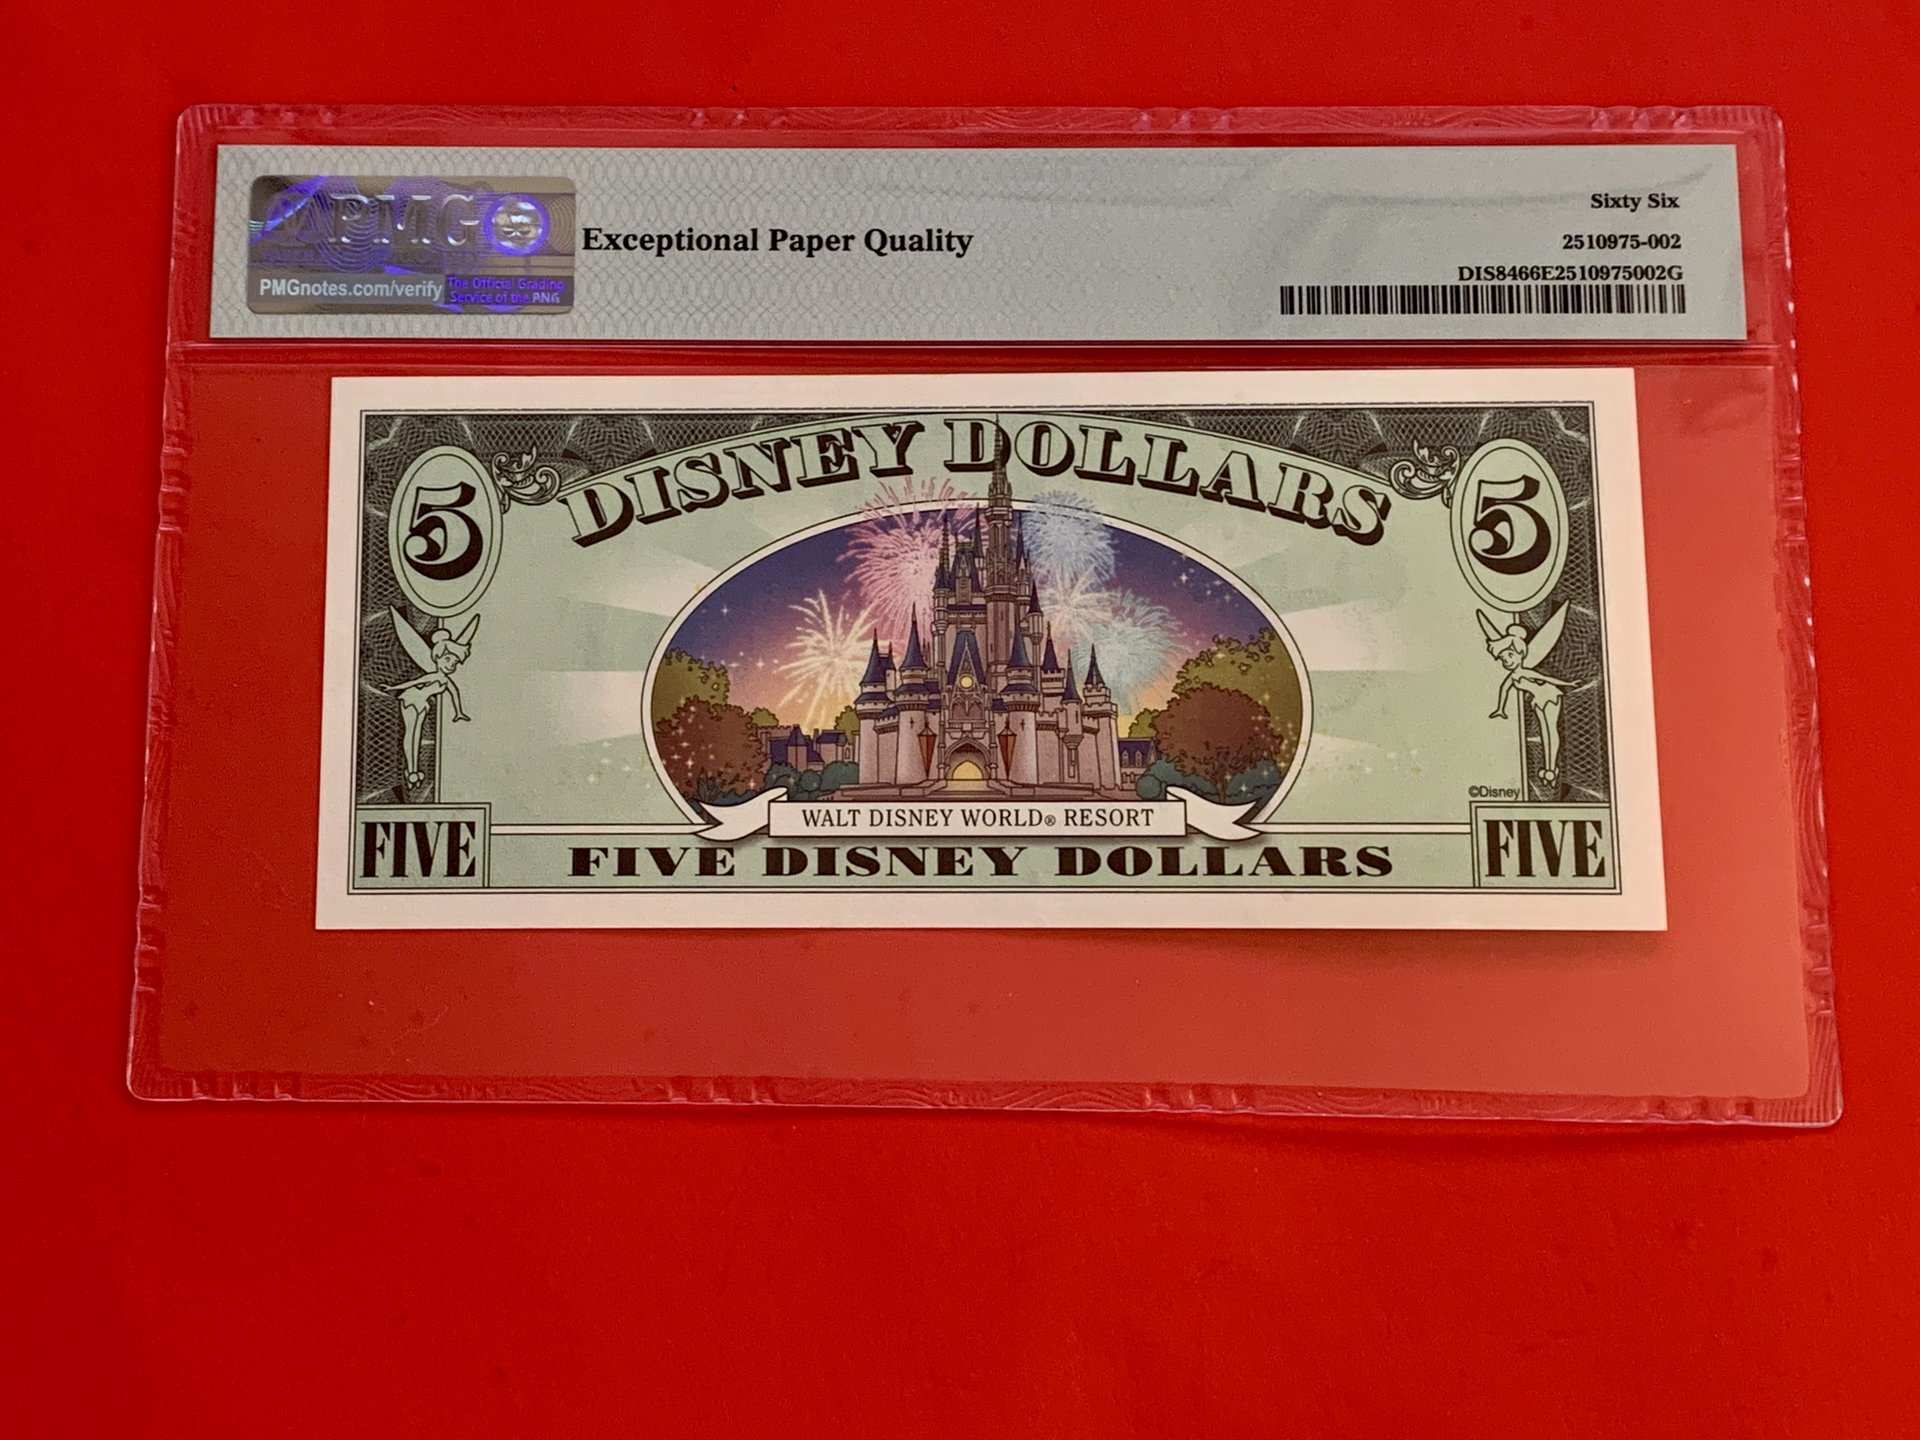 PMG
PMGnotes.com/verify
The Official Grading
Service of the PNG
Exceptional Paper Quality
Sixty Six
2510975-002
DIS8466E2510975002G
DISNEY DOLLARS
5
5
©Disney
WALT DISNEY WORLD® RESORT
FIVE
FIVE DISNEY DOLLARS
FIVE